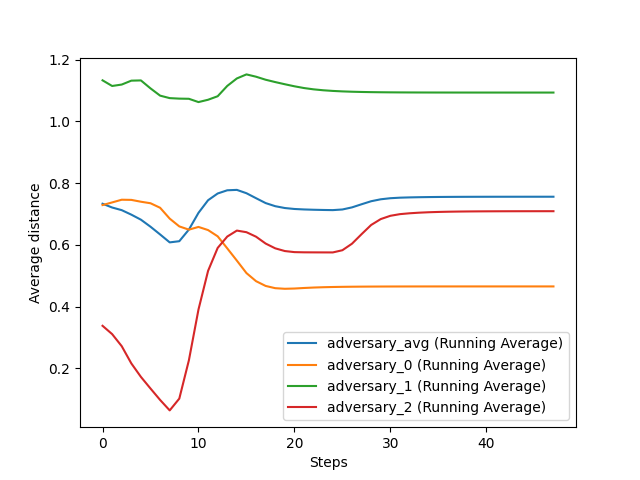 1.2
1.0
0.8
0.6
0.4
0.2
Average distance
adversary_avg (Running Average)
adversary_0 (Running Average)
adversary_1 (Running Average)
adversary_2 (Running Average)
0 10 20 30 40
Steps